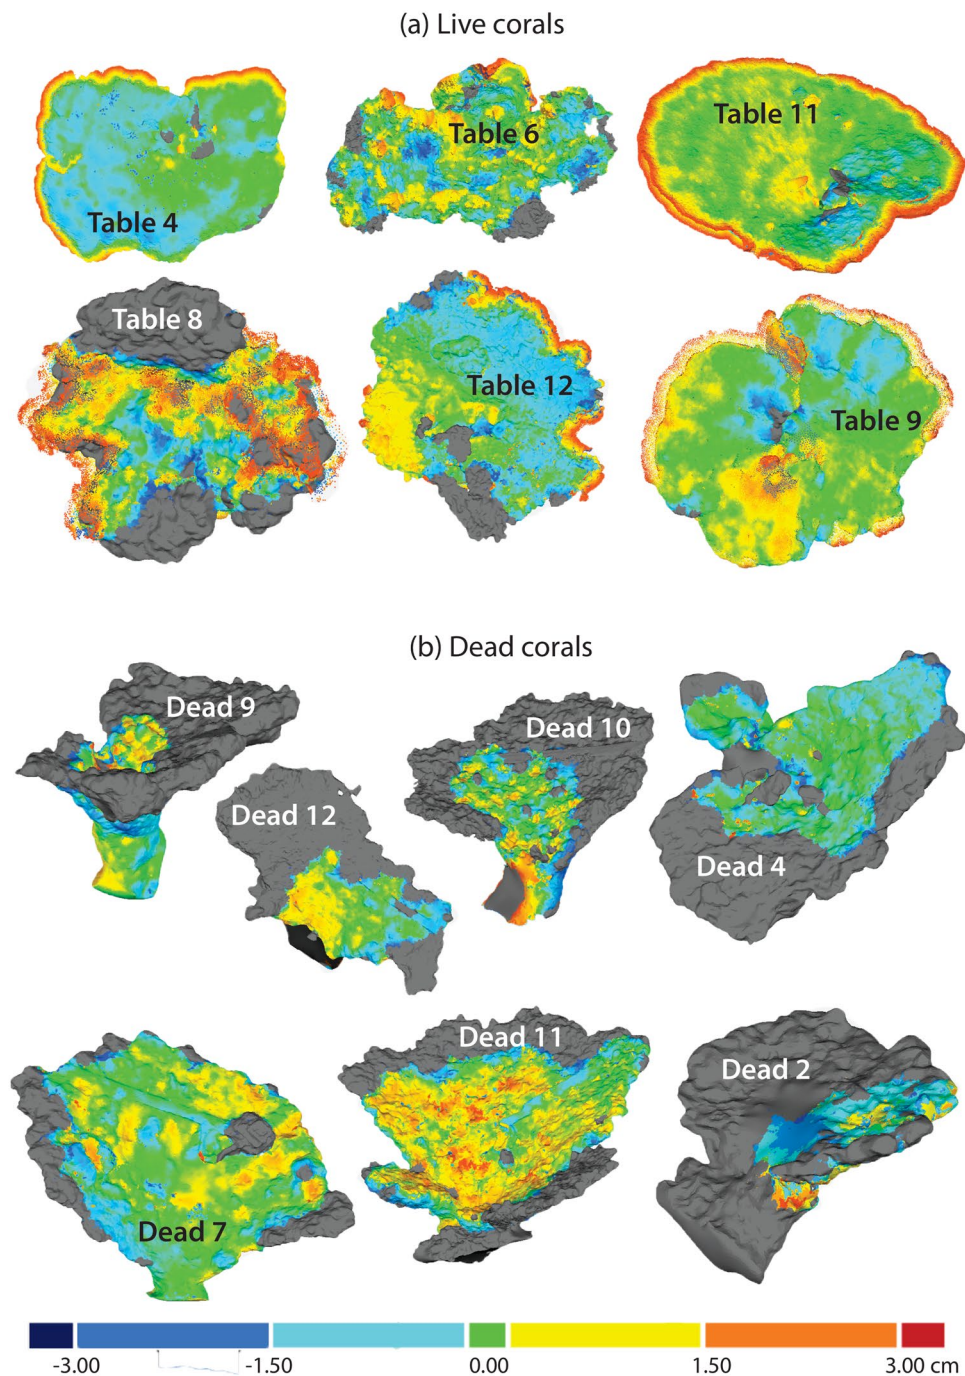 (a) Live corals
Table 4
Table 6
Table 11
Table 8
Table 12
Table 9
(b) Dead corals
Dead 9
Dead 10
Dead 12
Dead 4
Dead 7
Dead 11
Dead 2
-3.00 -1.50 0.00 1.50 3.00 cm